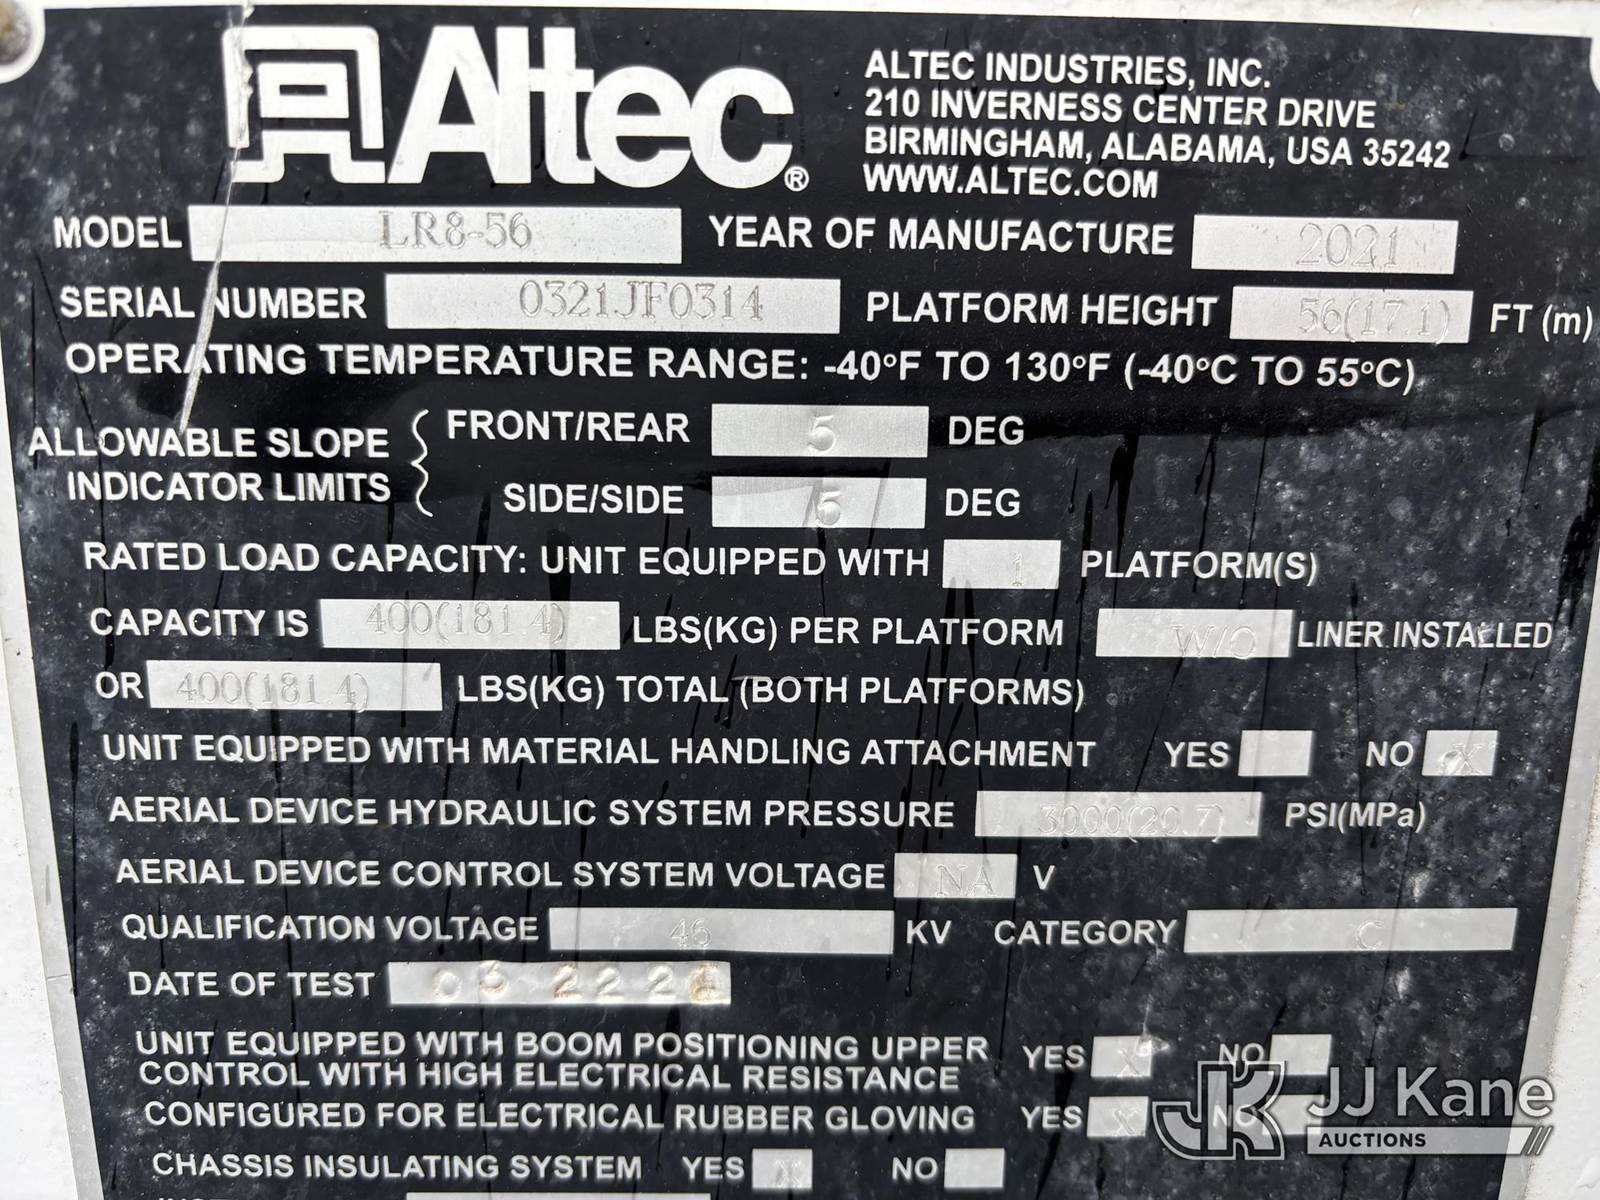 Altec®
ALTEC INDUSTRIES, INC.
210 INVERNESS CENTER DRIVE
BIRMINGHAM, ALABAMA, USA 35242
WWW.ALTEC.COM
MODEL LR8-56 YEAR OF MANUFACTURE 2021
SERIAL NUMBER 0321JF0314 PLATFORM HEIGHT 56(17.1) FT (m)
OPERATING TEMPERATURE RANGE: -40°F TO 130°F (-40°C TO 55°C)
ALLOWABLE SLOPE INDICATOR LIMITS { FRONT/REAR 5 DEG
SIDE/SIDE 5 DEG
RATED LOAD CAPACITY: UNIT EQUIPPED WITH 1 PLATFORM(S)
CAPACITY IS 400(181.4) LBS(KG) PER PLATFORM W/O LINER INSTALLED
OR 400(181.4) LBS(KG) TOTAL (BOTH PLATFORMS)
UNIT EQUIPPED WITH MATERIAL HANDLING ATTACHMENT YES NO X
AERIAL DEVICE HYDRAULIC SYSTEM PRESSURE 3000(20.7) PSI(MPa)
AERIAL DEVICE CONTROL SYSTEM VOLTAGE NA V
QUALIFICATION VOLTAGE 46 KV CATEGORY C
DATE OF TEST 03 22 2
UNIT EQUIPPED WITH BOOM POSITIONING UPPER YES X NO
CONTROL WITH HIGH ELECTRICAL RESISTANCE
CONFIGURED FOR ELECTRICAL RUBBER GLOVING YES X NO
CHASSIS INSULATING SYSTEM YES X NO
JK JJ Kane
AUCTIONS